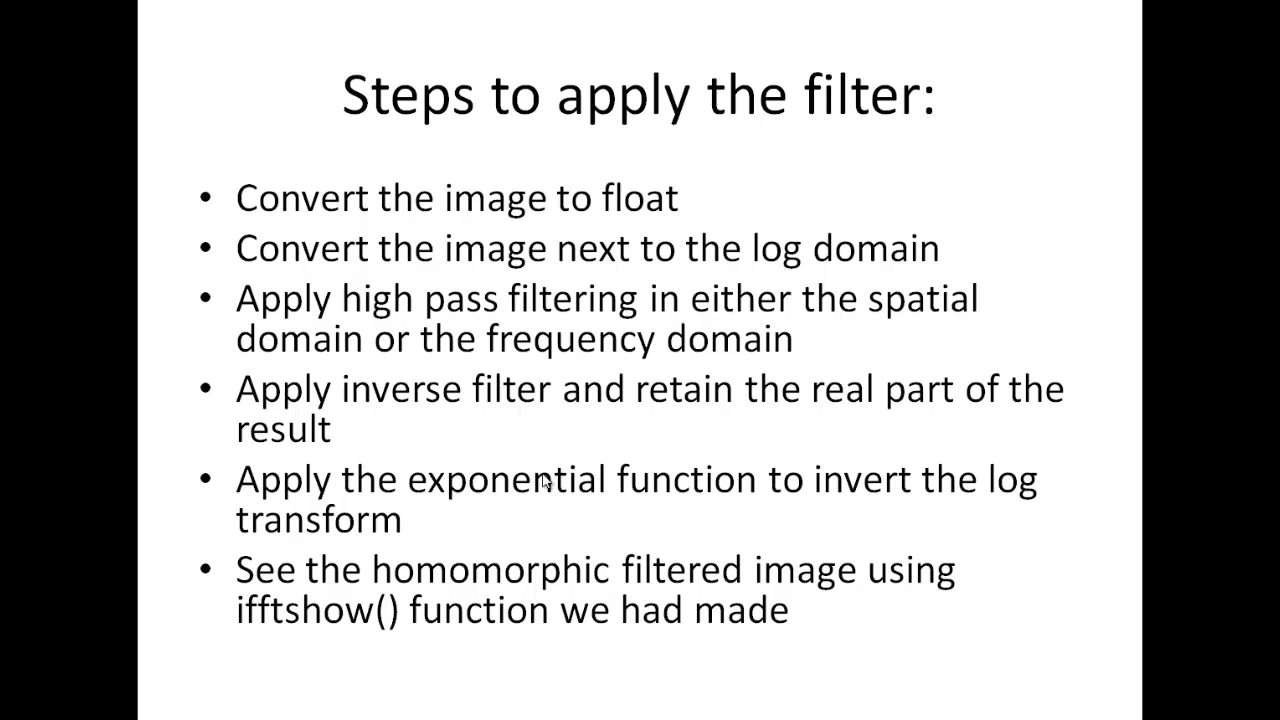 Steps to apply the filter:
• Convert the image to float
• Convert the image next to the log domain
• Apply high pass filtering in either the spatial
domain or the frequency domain
• Apply inverse filter and retain the real part of the
result
• Apply the exponential function to invert the log
transform
• See the homomorphic filtered image using
ifftshow() function we had made